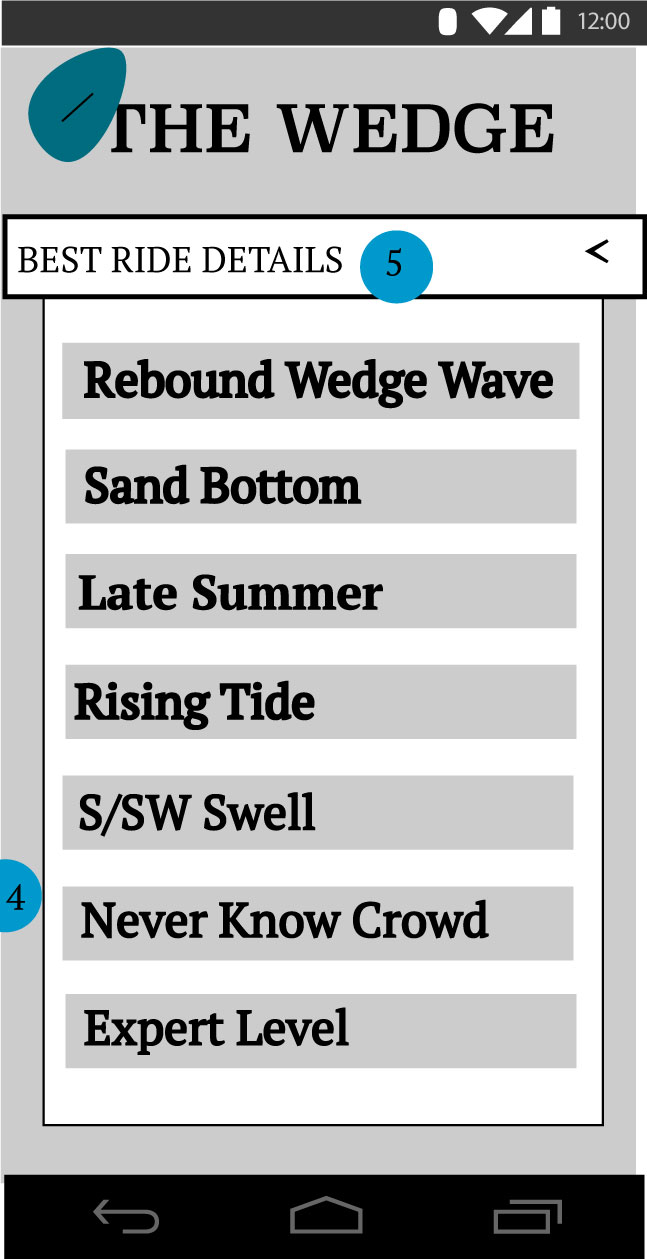 12:00
THE WEDGE
BEST RIDE DETAILS 5 <
Rebound Wedge Wave
Sand Bottom
Late Summer
Rising Tide
S/SW Swell
4
Never Know Crowd
Expert Level